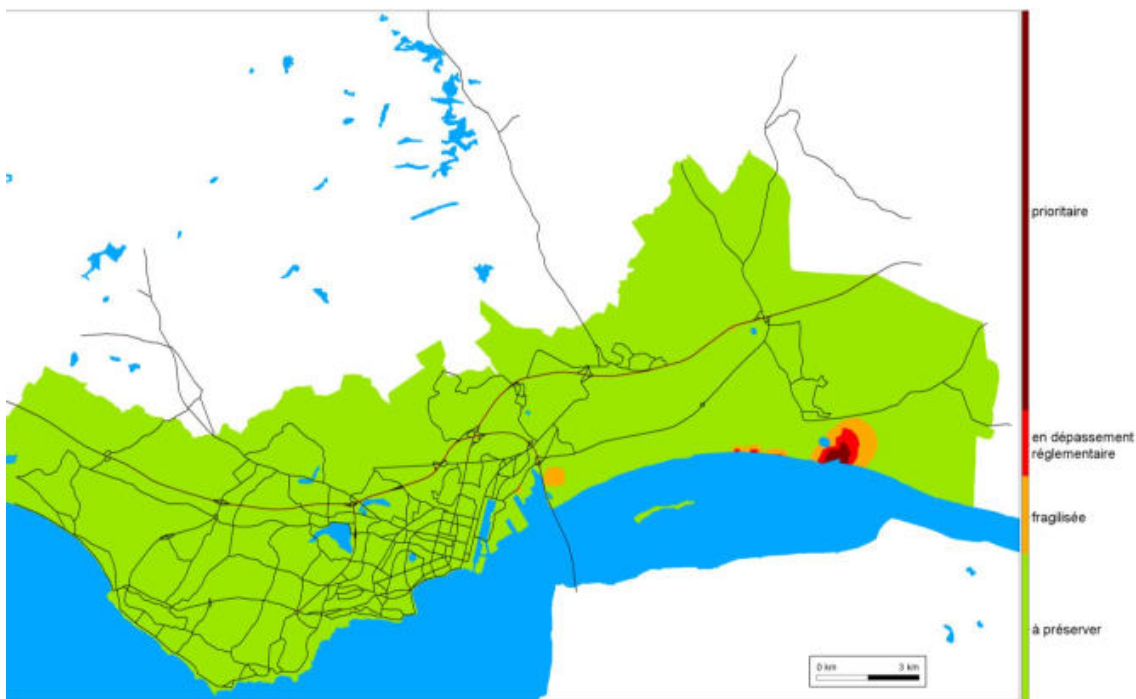 prioritaire
en dépassement
réglementaire
fragilisée
à préserver
0 km 3 km